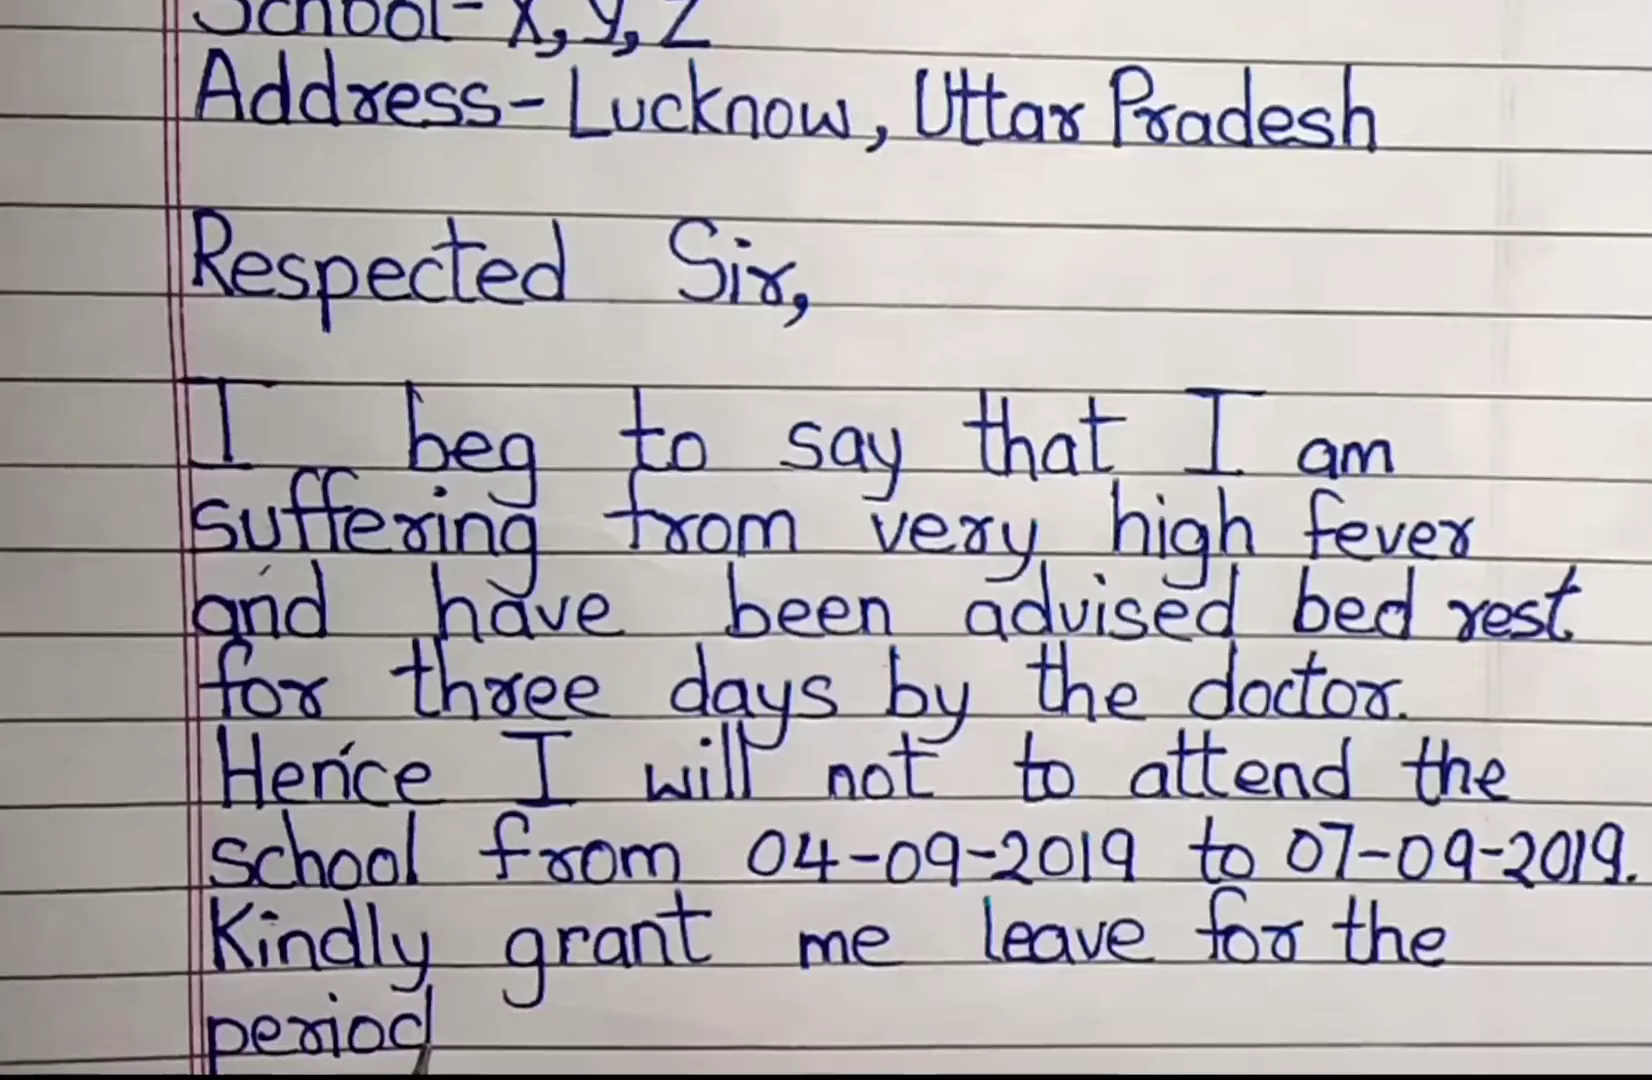 School- X, Y, Z
Address-Lucknow, Uttar Pradesh
Respected Sir,
I beg to say that I am
suffering from very high fever
and have been advised bed rest
for three days by the doctor.
Hence I will not to attend the
school from 04-09-2019 to 07-09-2019.
Kindly grant me leave for the
period